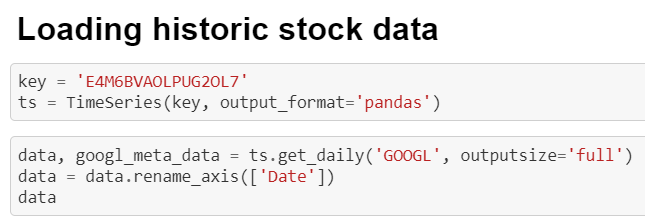 Loading historic stock data
key = 'E4M6BVAOLPUG2OL7'
ts = TimeSeries(key, output_format='pandas')
data, googl_meta_data = ts.get_daily('GOOGL', outputsize='full')
data = data.rename_axis(['Date'])
data